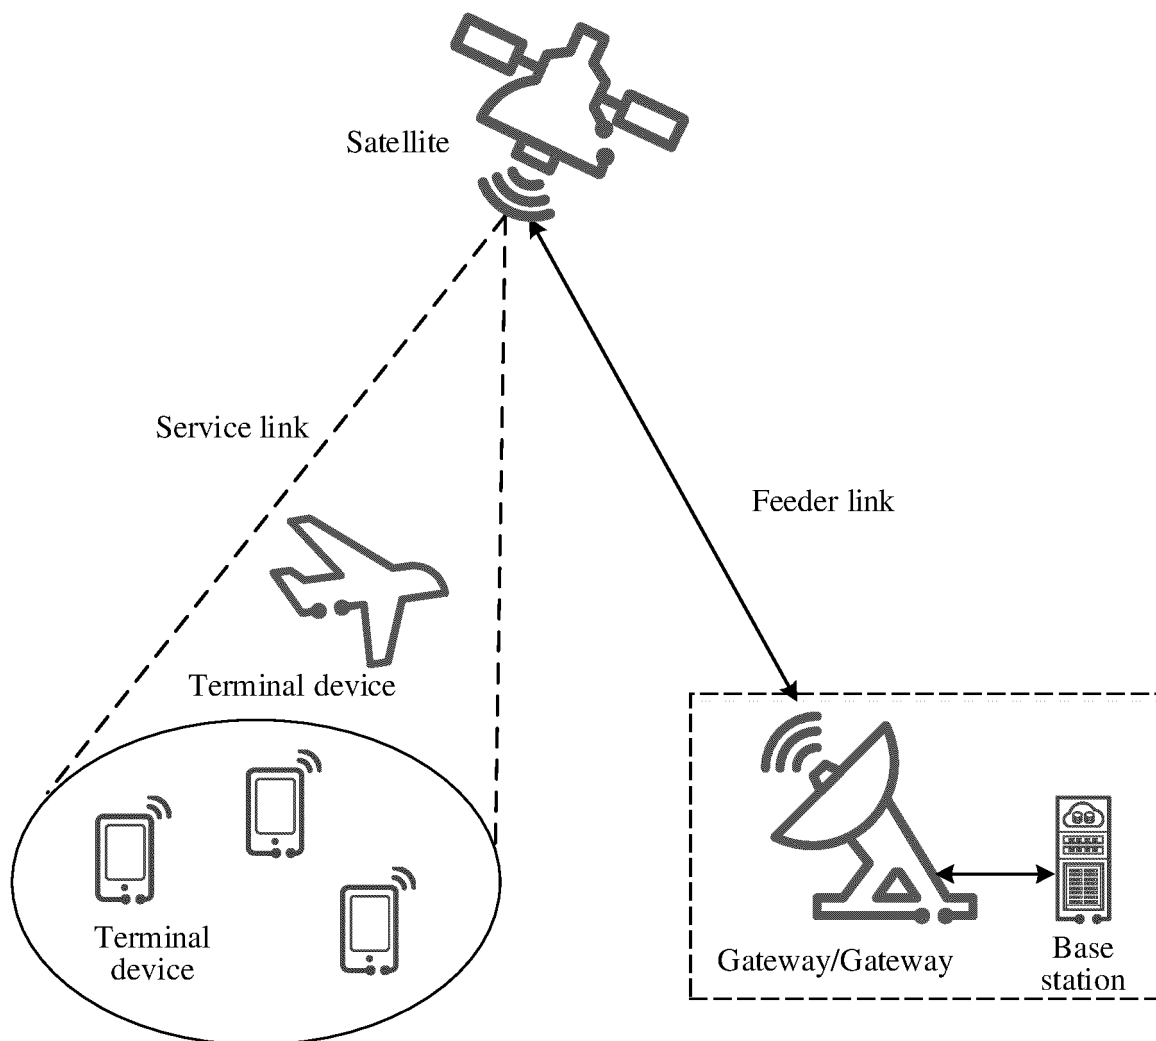 Satellite
Service link
Feeder link
Terminal device
Terminal
device
Gateway/Gateway
Base
station